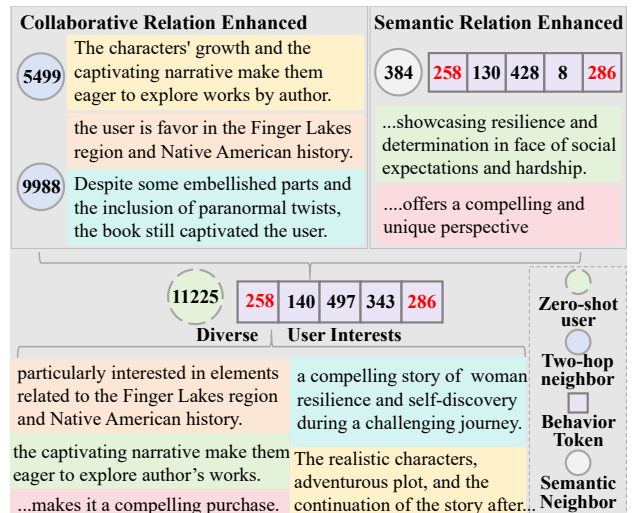 Collaborative Relation Enhanced
5499
The characters' growth and the
captivating narrative make them
eager to explore works by author.
the user is favor in the Finger Lakes
region and Native American history.
9988
Despite some embellished parts and
the inclusion of paranormal twists,
the book still captivated the user.
Semantic Relation Enhanced
384 258 130 428 8 286
...showcasing resilience and
determination in face of social
expectations and hardship.
....offers a compelling and
unique perspective
11225 258 140 497 343 286
Diverse User Interests
particularly interested in elements
related to the Finger Lakes region
and Native American history.
the captivating narrative make them
eager to explore author's works.
...makes it a compelling purchase.
a compelling story of woman
resilience and self-discovery
during a challenging journey.
The realistic characters,
adventurous plot, and the
continuation of the story after...
Zero-shot
user
Two-hop
neighbor
Behavior
Token
Semantic
Neighbor